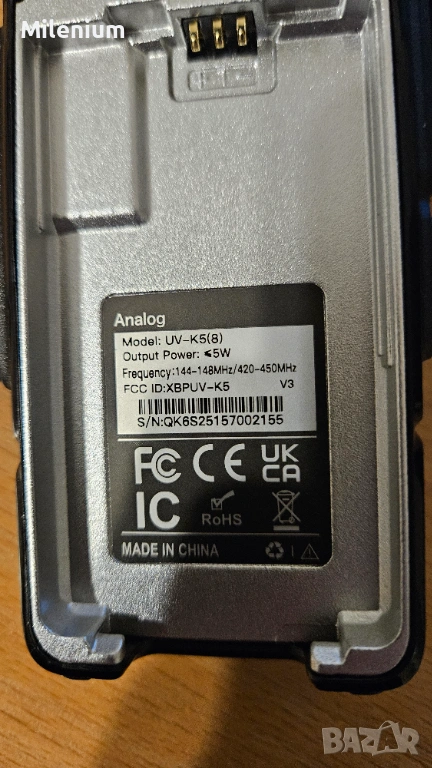 Milenium
Analog
Model: UV-K5(8)
Output Power: ⩽5W
Frequency:144-148MHz/420-450MHz
FCC ID:XBPUV-K5 V3
S/N:QK6S25157002155
FC CE UK CA
IC RoHS
MADE IN CHINA
BAZAR